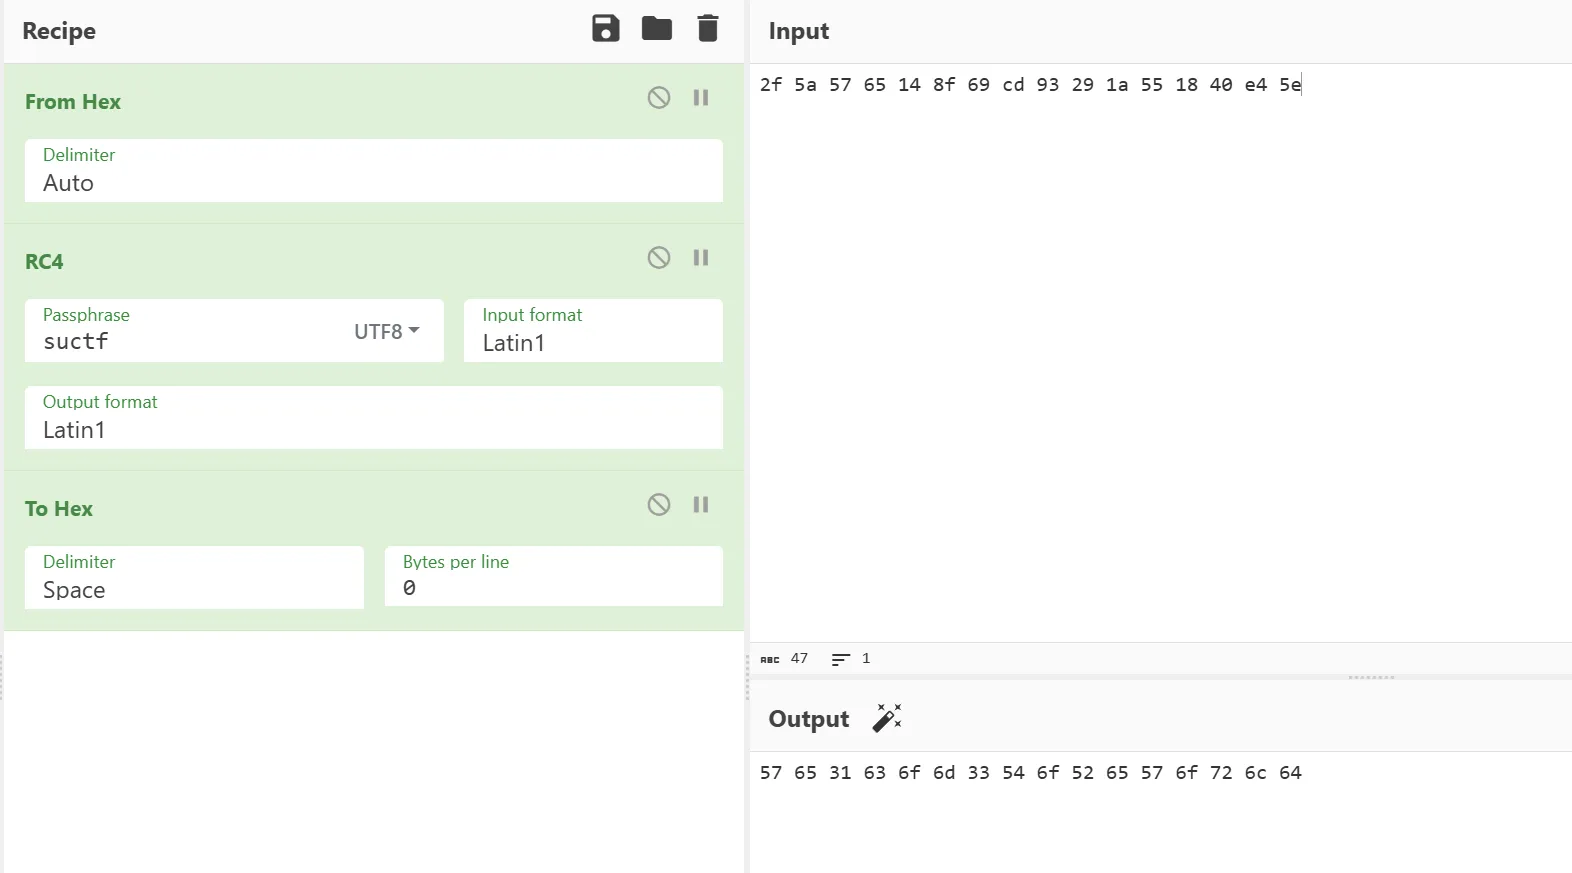 Recipe
From Hex
Delimiter
Auto
RC4
Passphrase
suctf
UTF8
Input format
Latin1
Output format
Latin1
To Hex
Delimiter
Space
Bytes per line
0
Input
2f 5a 57 65 14 8f 69 cd 93 29 1a 55 18 40 e4 5e
ABC 47 1
Output
57 65 31 63 6f 6d 33 54 6f 52 65 57 6f 72 6c 64